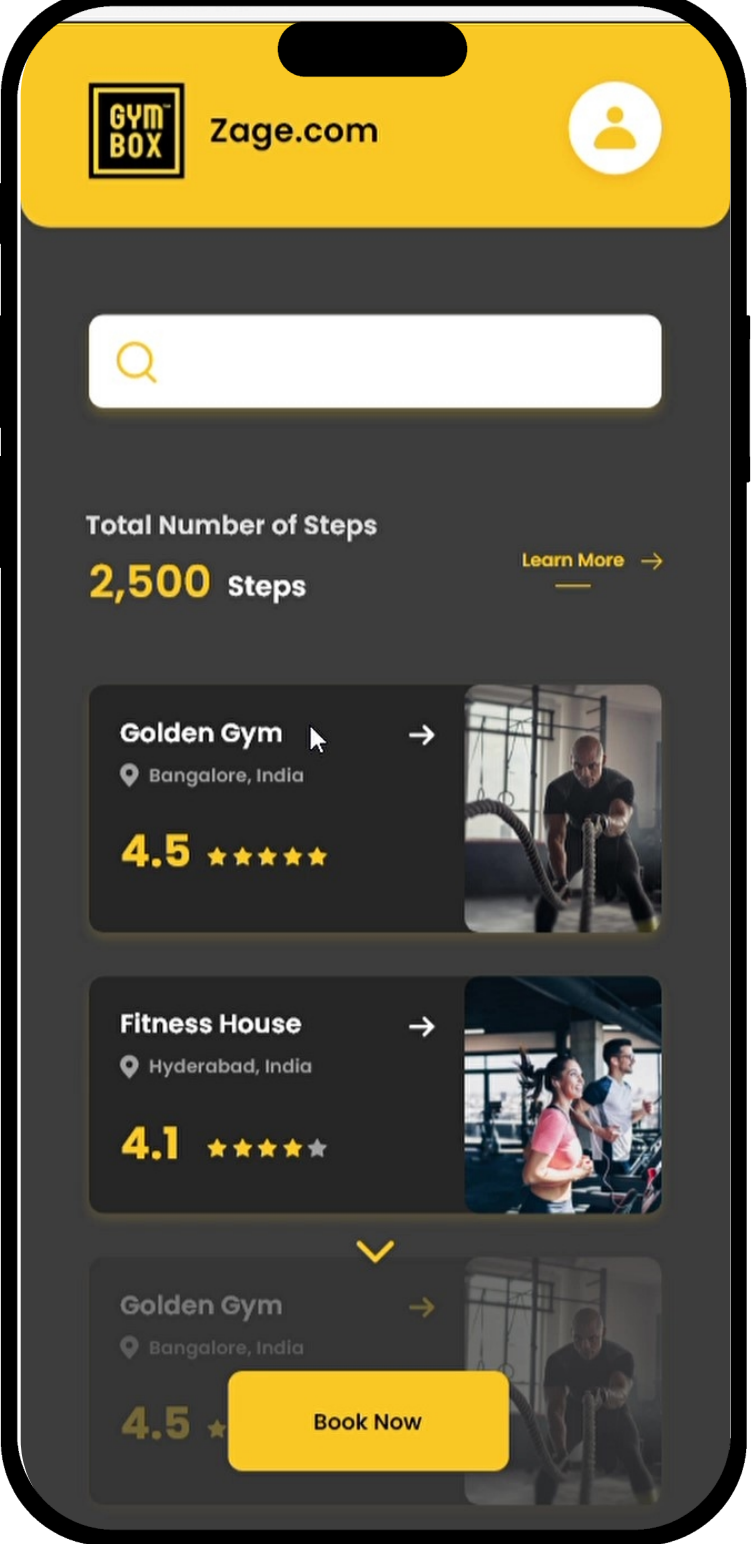 GYM™
BOX
Zage.com
Total Number of Steps
2,500 Steps
Learn More
Golden Gym
Bangalore, India
4.5
Fitness House
Hyderabad, India
4.1
Golden Gym
Bangalore, India
4.5
Book Now